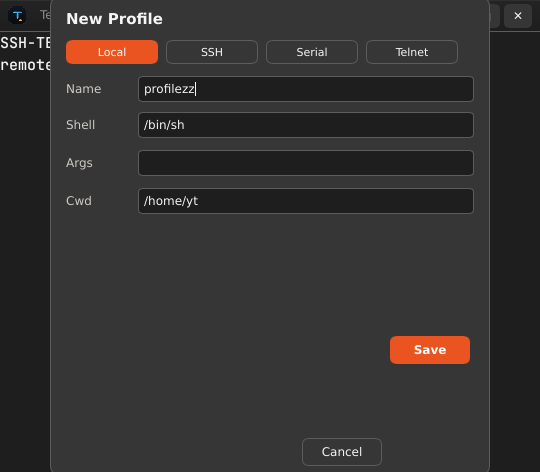 Te
New Profile
×
SSH-TE
remote
Local SSH Serial Telnet
Name profilezz
Shell /bin/sh
Args
Cwd /home/yt
Save
Cancel